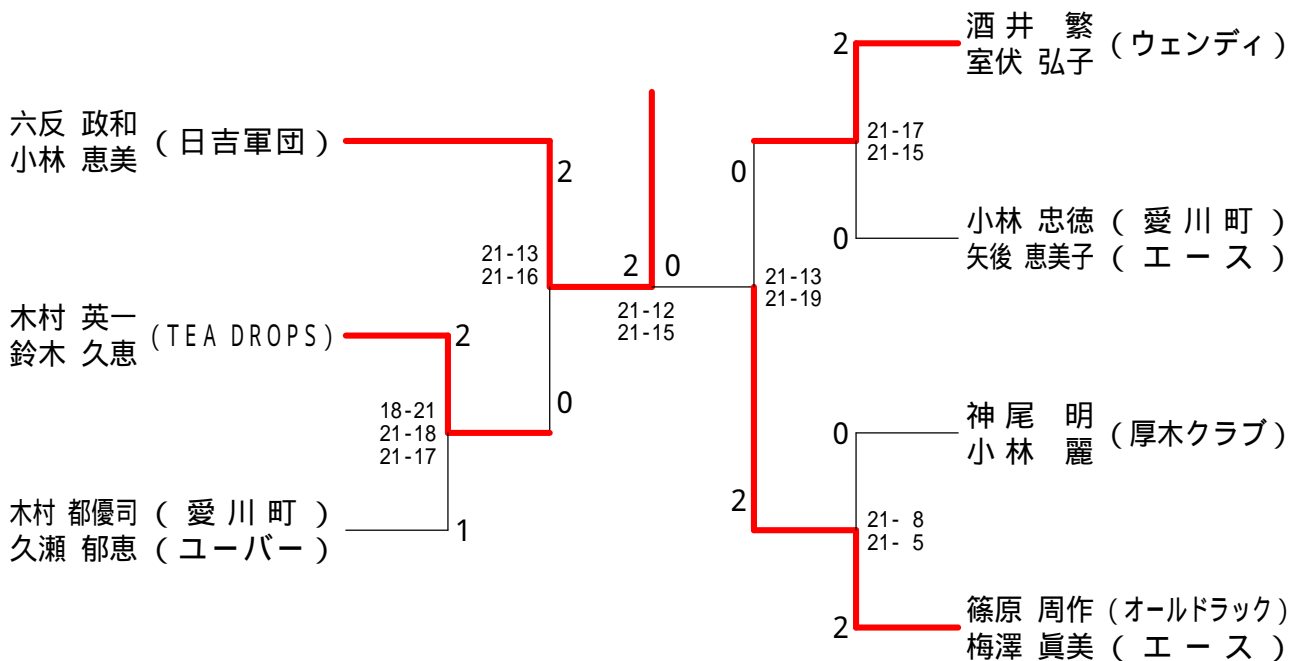 六反 政和 (日吉軍団)
小林 恵美
2
21-13
21-16
木村 英一 (TEA DROPS)
鈴木 久恵
2
0
18-21
21-18
21-17
木村 都優司 ( 愛 川 町 )
久瀬 郁恵 ( ユーバー )
1
2 0
21-12
21-15
酒 井 繁 (ウェンディ)
室伏 弘子
2
21-17
21-15
0
小林 忠徳 ( 愛 川 町 )
矢後 恵美子 ( エ ー ス )
0
21-13
21-19
神 尾 明 (厚木クラブ)
小 林 麗
0
2
21- 8
21- 5
篠原 周作 (オールドラック)
梅澤 眞美 ( エ ー ス )
2